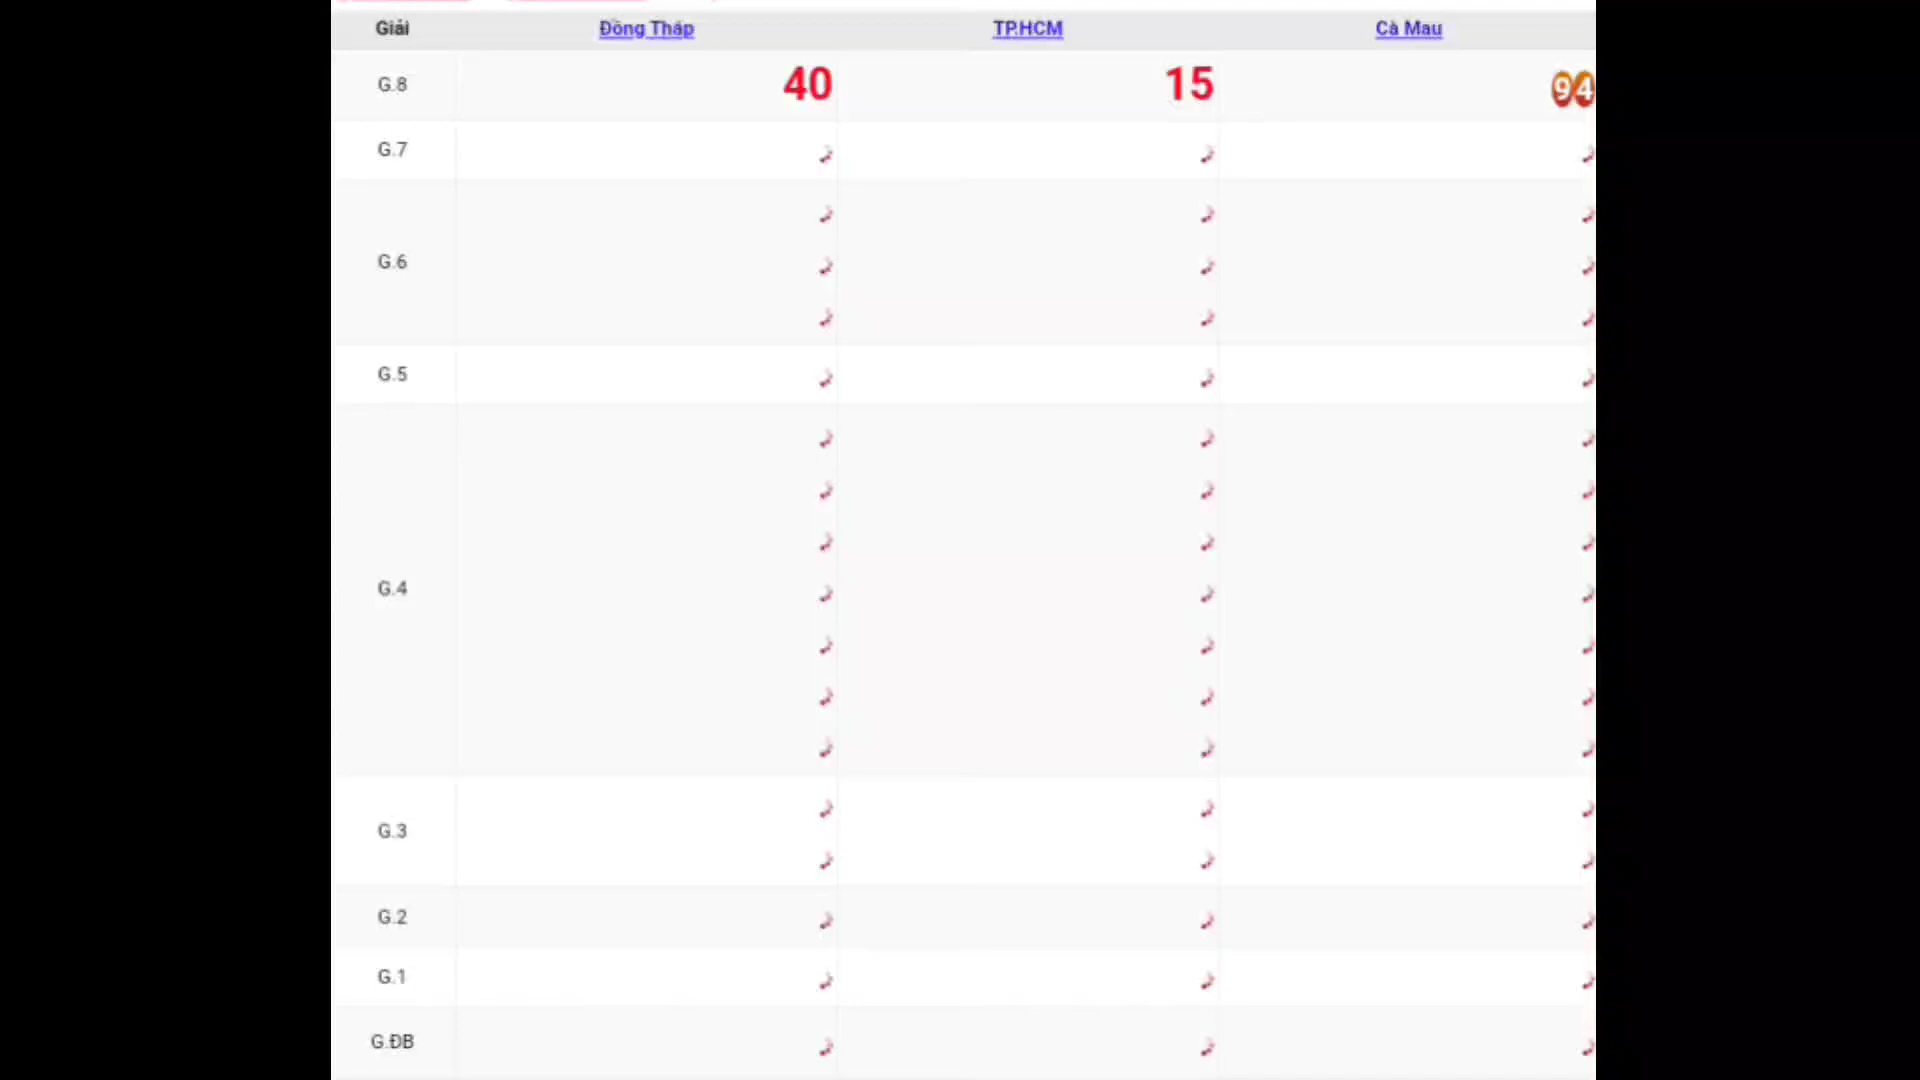 Giải Đồng Tháp TP.HCM Cà Mau
G.8 40 15 94
G.7
G.6
G.5
G.4
G.3
G.2
G.1
G.ĐB